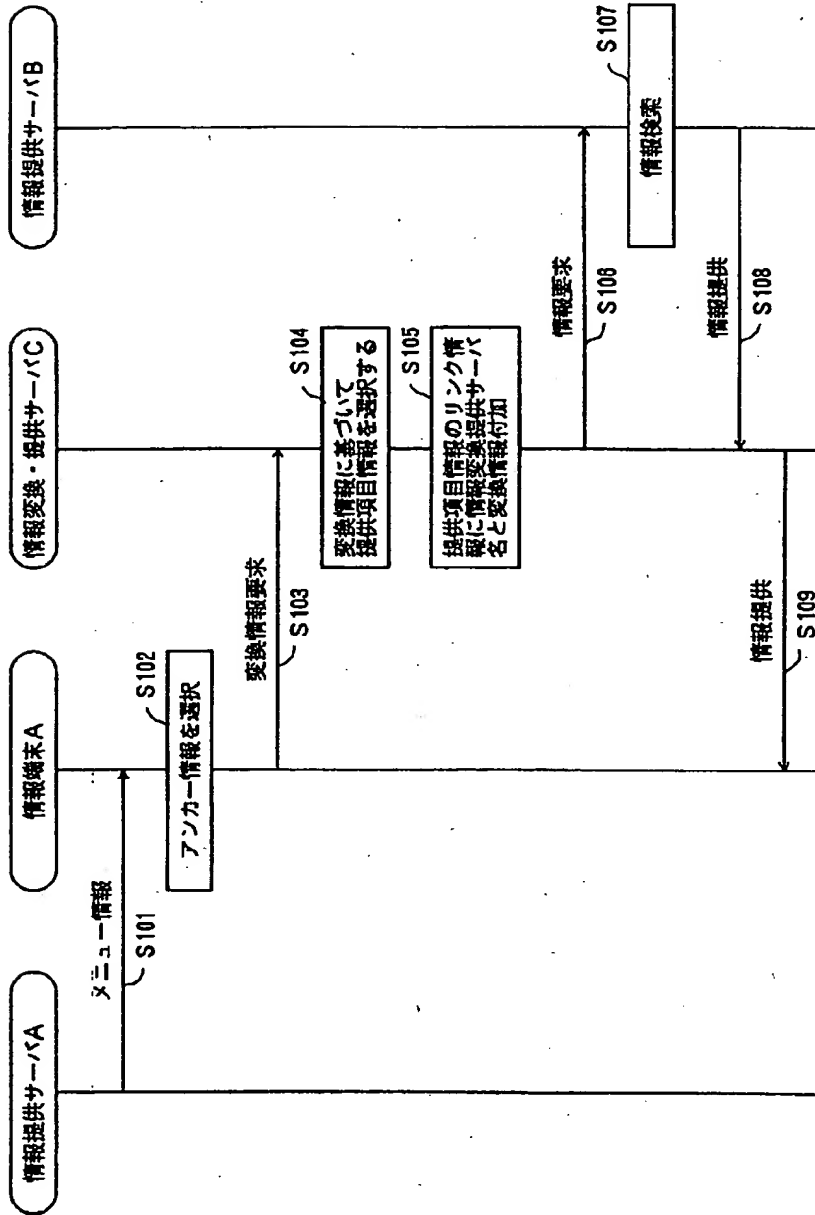 情報提供サーバA
情報端末A
情報変換・提供サーバC
情報提供サーバB
メニュー情報
S101
S102
アンカー情報を選択
変換情報要求
S103
S104
変換情報に基づいて
提供項目情報を選択する
S105
提供項目情報のリンク情
報に情報変換提供サーバ
名と変換情報付加
情報要求
S106
S107
情報検索
情報提供
S108
情報提供
S109